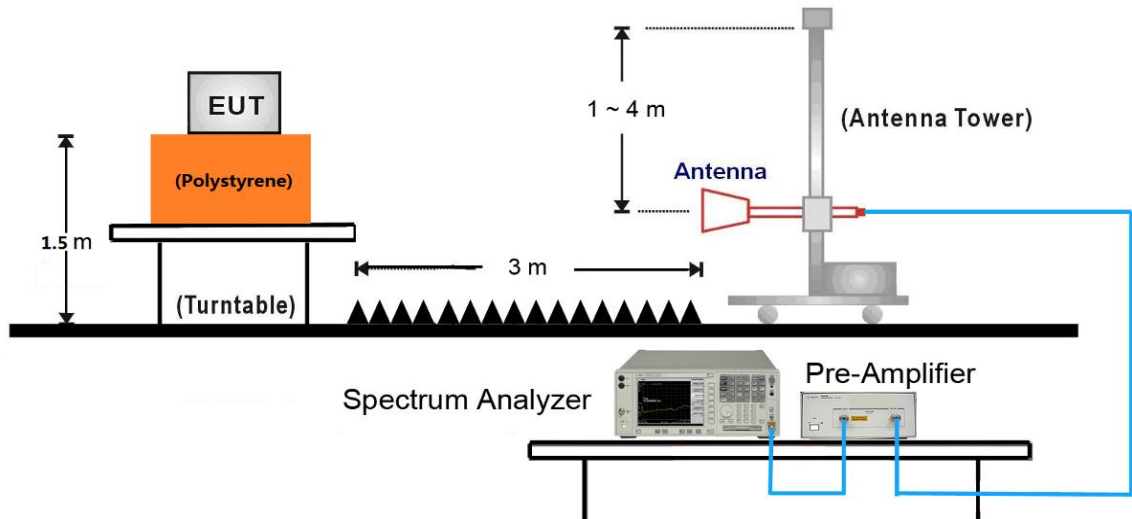 EUT
(Polystyrene)
1.5 m
(Turntable)
3 m
1 ~ 4 m
Antenna
(Antenna Tower)
Spectrum Analyzer
Pre-Amplifier